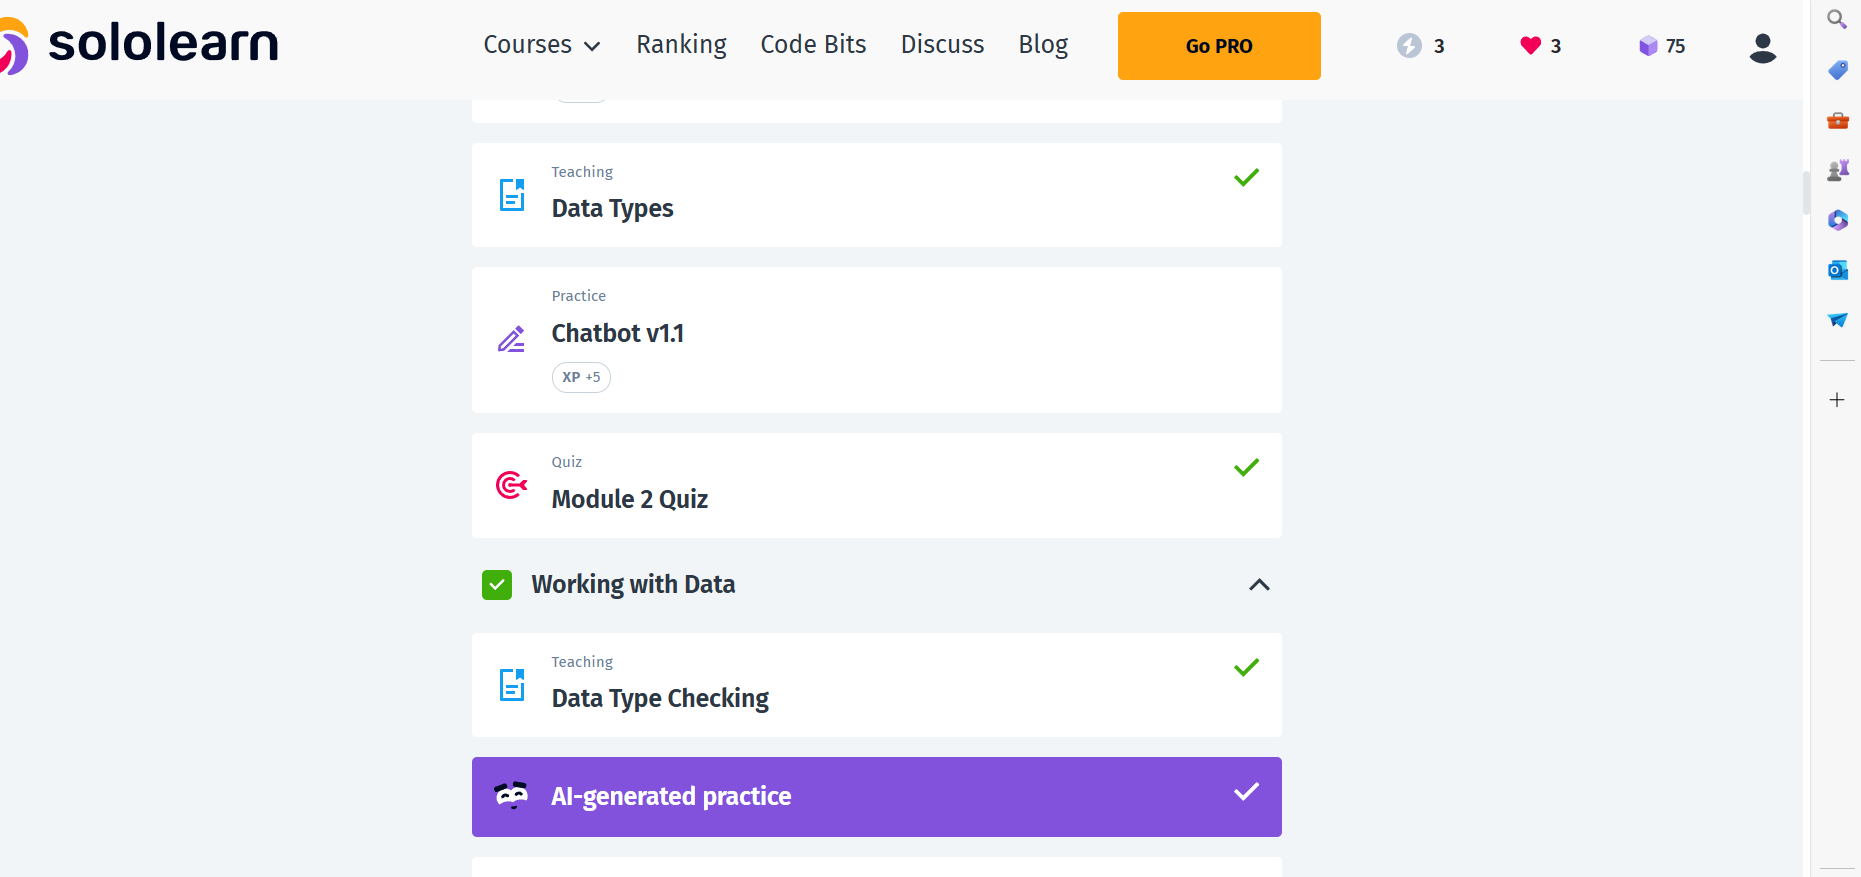 sololearn
Courses Ranking Code Bits Discuss Blog Go PRO 3 3 75
Teaching
Data Types
Practice
Chatbot v1.1
XP +5
Quiz
Module 2 Quiz
Working with Data
Teaching
Data Type Checking
AI-generated practice